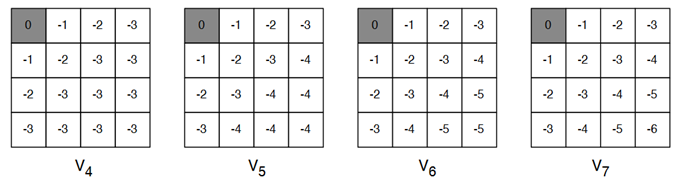 0 -1 -2 -3 0 -1 -2 -3 0 -1 -2 -3 0 -1 -2 -3
-1 -2 -3 -3 -1 -2 -3 -4 -1 -2 -3 -4 -1 -2 -3 -4
-2 -3 -3 -3 -2 -3 -4 -4 -2 -3 -4 -5 -2 -3 -4 -5
-3 -3 -3 -3 -3 -4 -4 -4 -3 -4 -5 -5 -3 -4 -5 -6
V4 V5 V6 V7